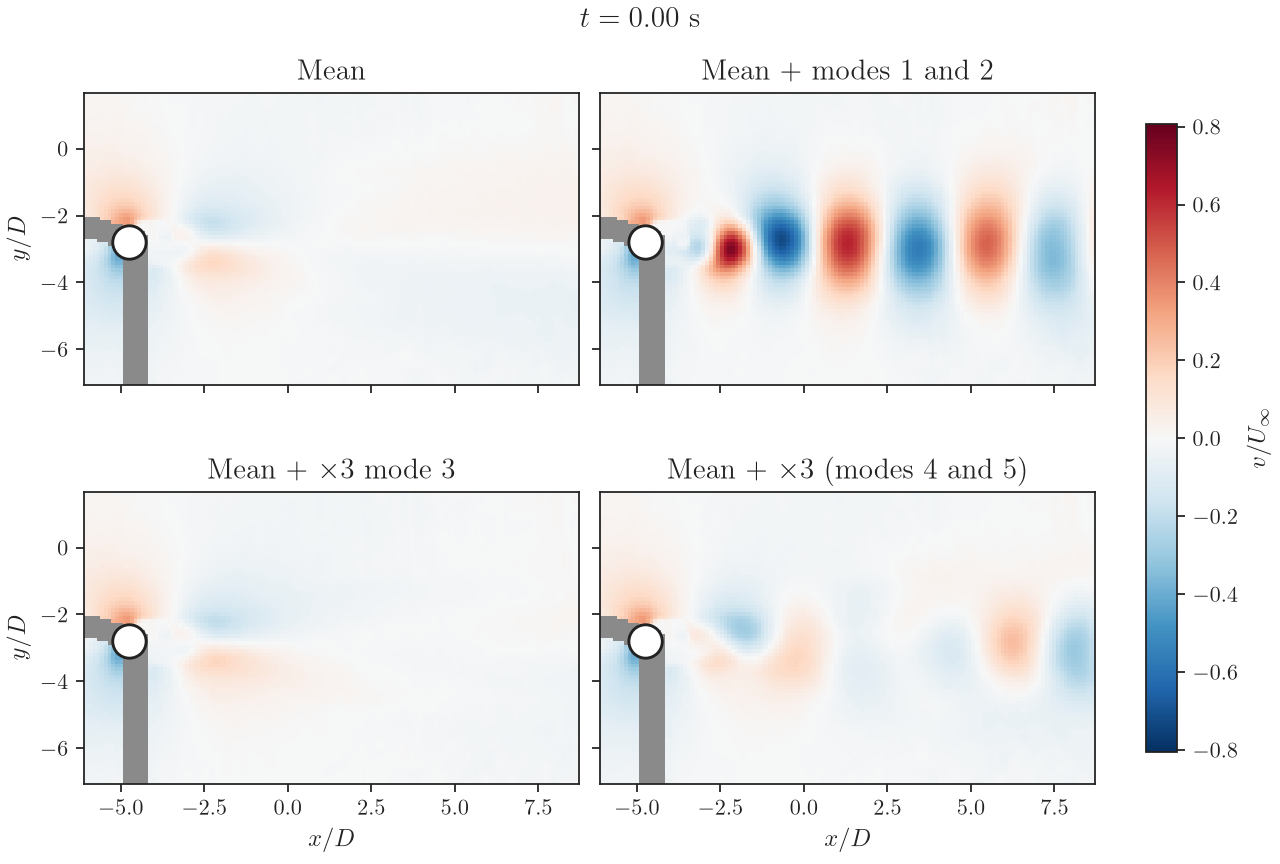 t = 0.00 s
Mean
Mean + modes 1 and 2
0
−2
−4
−6
y/D
Mean + ×3 mode 3
Mean + ×3 (modes 4 and 5)
0
−2
−4
−6
y/D
−5.0 −2.5 0.0 2.5 5.0 7.5
x/D
−5.0 −2.5 0.0 2.5 5.0 7.5
x/D
0.8
0.6
0.4
0.2
0.0
−0.2
−0.4
−0.6
−0.8
v/U∞